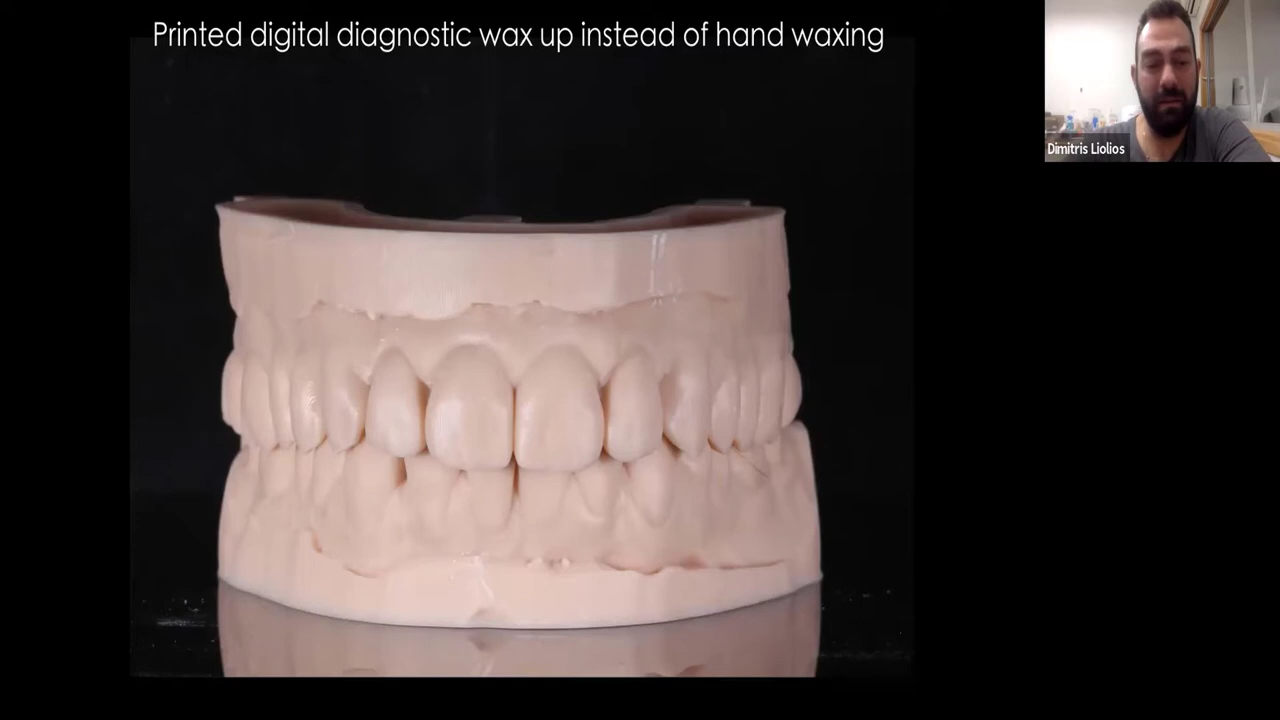 Printed digital diagnostic wax up instead of hand waxing
Dimitris Liolios